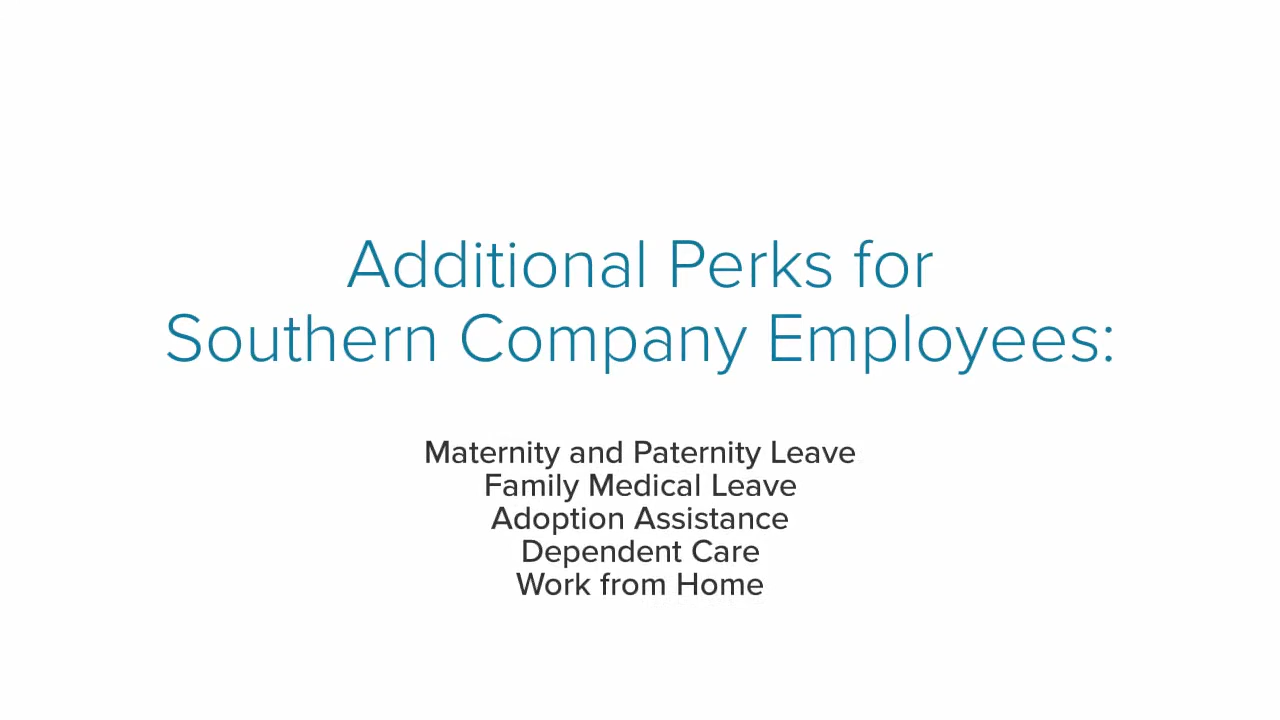 Additional Perks for
Southern Company Employees:
Maternity and Paternity Leave
Family Medical Leave
Adoption Assistance
Dependent Care
Work from Home